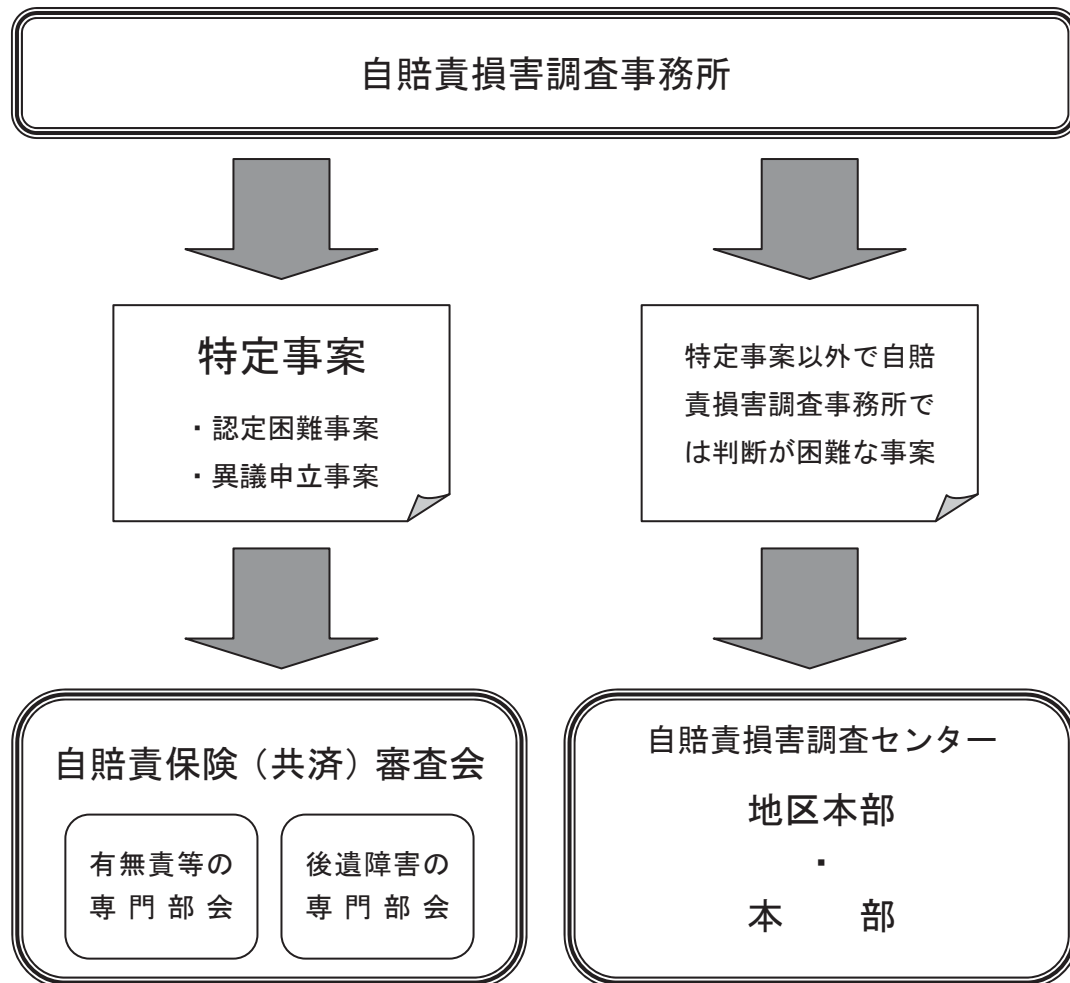 自賠責損害調査事務所
特定事案
・認定困難事案
・異議申立事案
特定事案以外で自賠
責損害調査事務所で
は判断が困難な事案
自賠責保険（共済）審査会
有無責等の
専門部会
後遺障害の
専門部会
自賠責損害調査センター
地区本部
・
本　　部